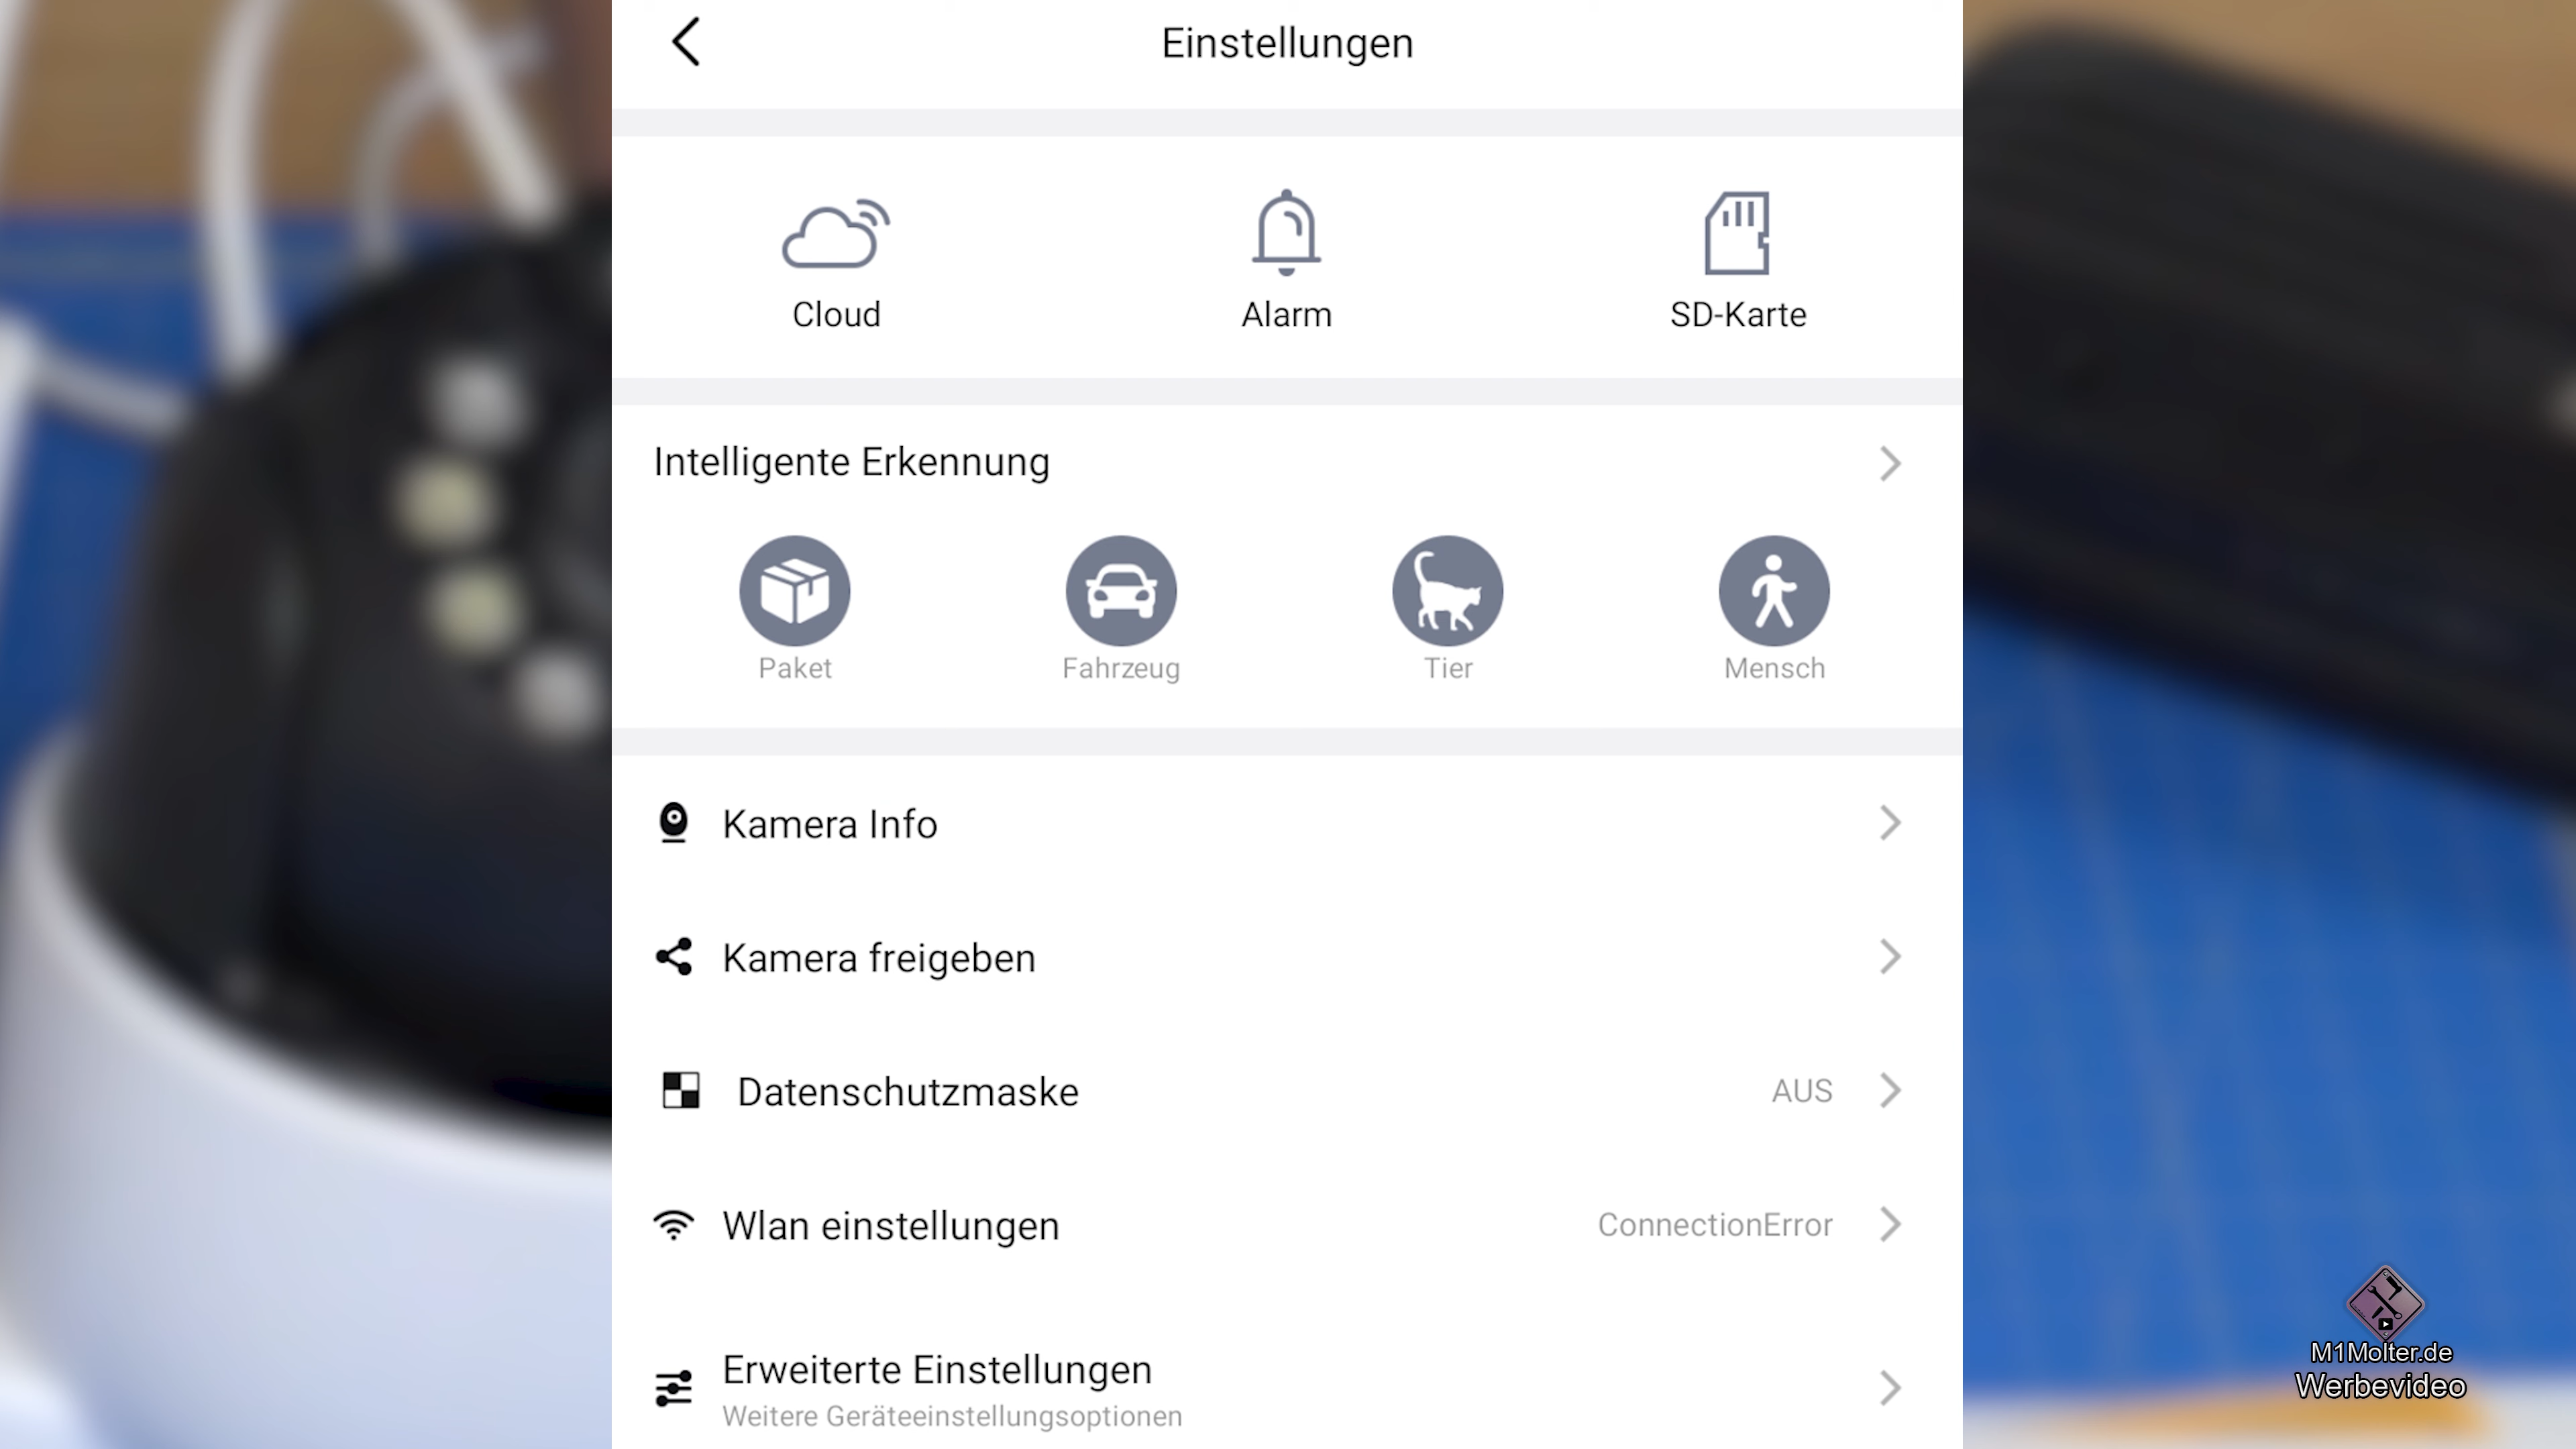 Einstellungen
Cloud
Alarm
SD-Karte
Intelligente Erkennung
Paket
Fahrzeug
Tier
Mensch
Kamera Info
Kamera freigeben
Datenschutzmaske
AUS
Wlan einstellungen
ConnectionError
Erweiterte Einstellungen
Weitere Geräteeinstellungsoptionen
M1Molter.de
Werbevideo